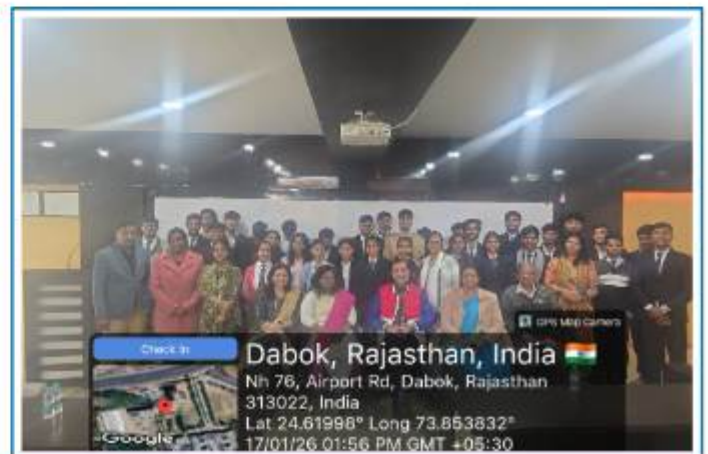 GPS Map Camera
Check In
Dabok, Rajasthan, India
Nh 76, Airport Rd, Dabok, Rajasthan
313022, India
Lat 24.61998° Long 73.853832°
17/01/26 01:56 PM GMT +05:30
Google